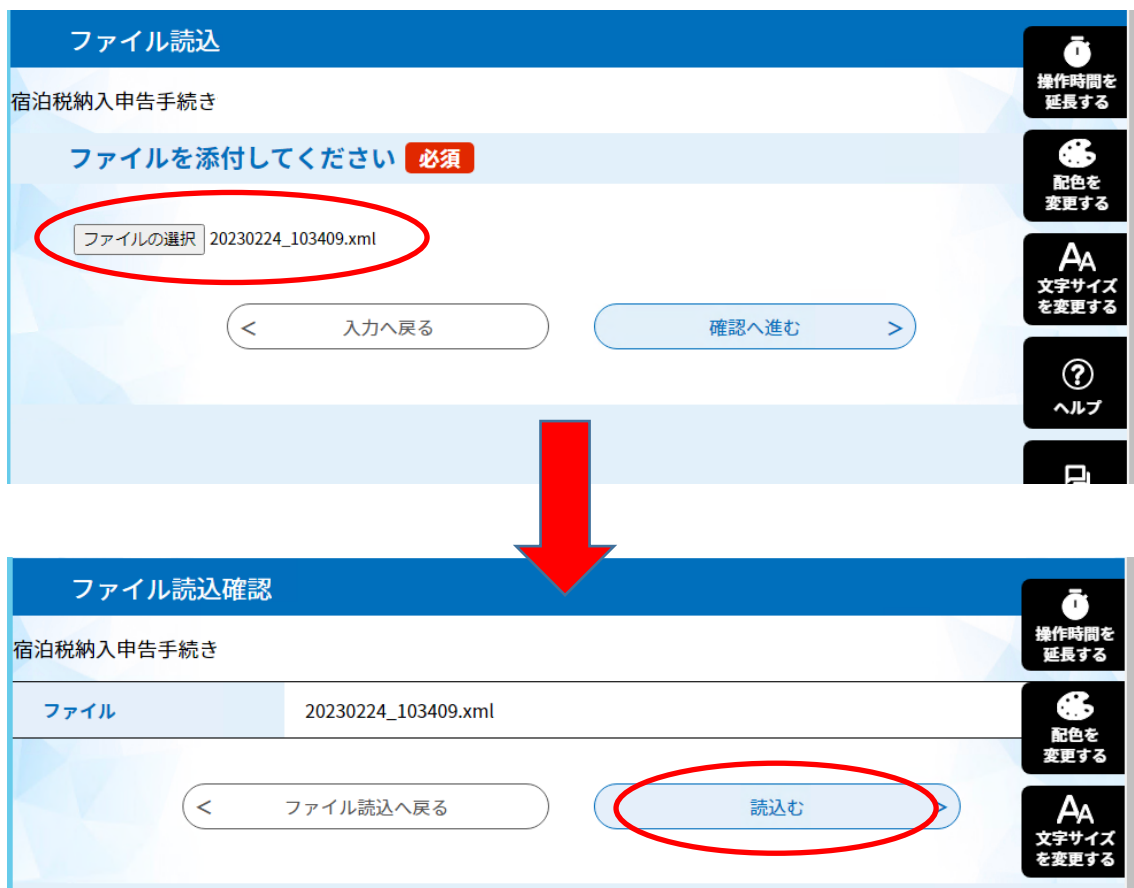 ファイル読込
操作時間を
延長する
宿泊税納入申告手続き
ファイルを添付してください 必須
配色を
変更する
ファイルの選択 20230224_103409.xml
AA
文字サイズ
を変更する
< 入力へ戻る
確認へ進む >
?
ヘルプ
ファイル読込確認
操作時間を
延長する
宿泊税納入申告手続き
ファイル 20230224_103409.xml
配色を
変更する
< ファイル読込へ戻る
読込む >
AA
文字サイズ
を変更する